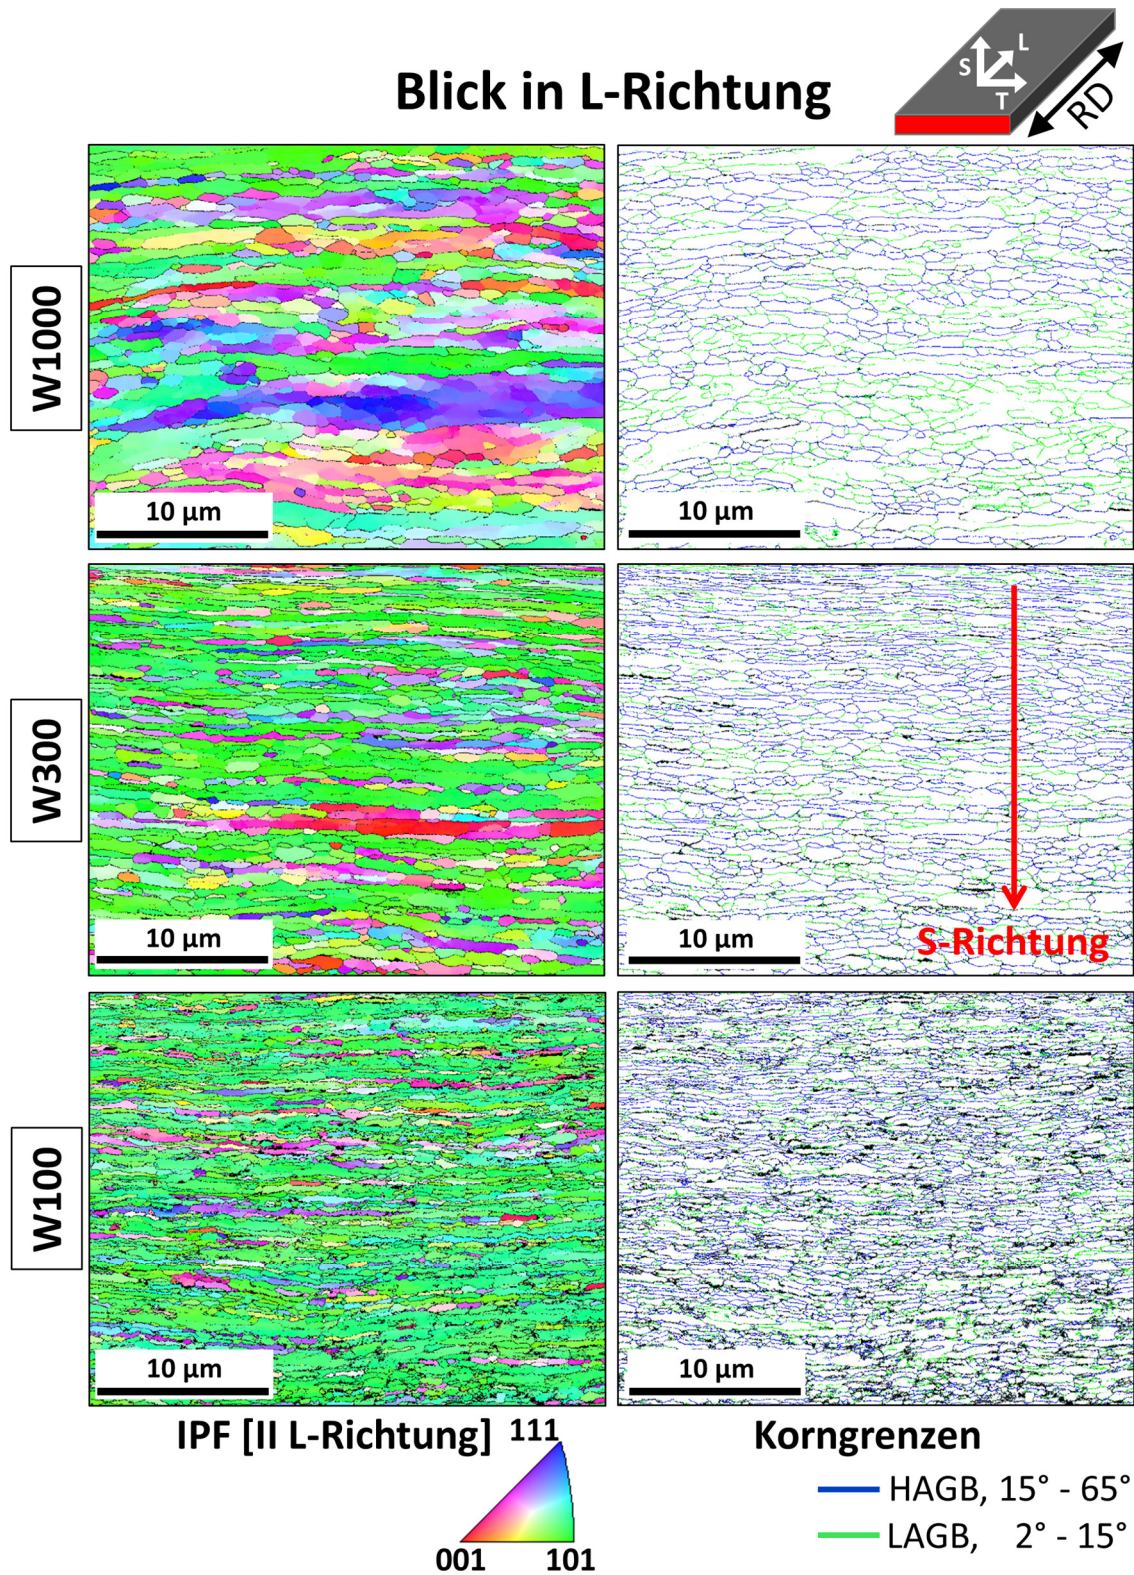 Blick in L-Richtung
S
L
T
RD
W1000
10 µm
10 µm
W300
10 µm
10 µm
S-Richtung
W100
10 µm
10 µm
IPF [II L-Richtung]
111
001
101
Korngrenzen
HAGB, 15° - 65°
LAGB, 2° - 15°